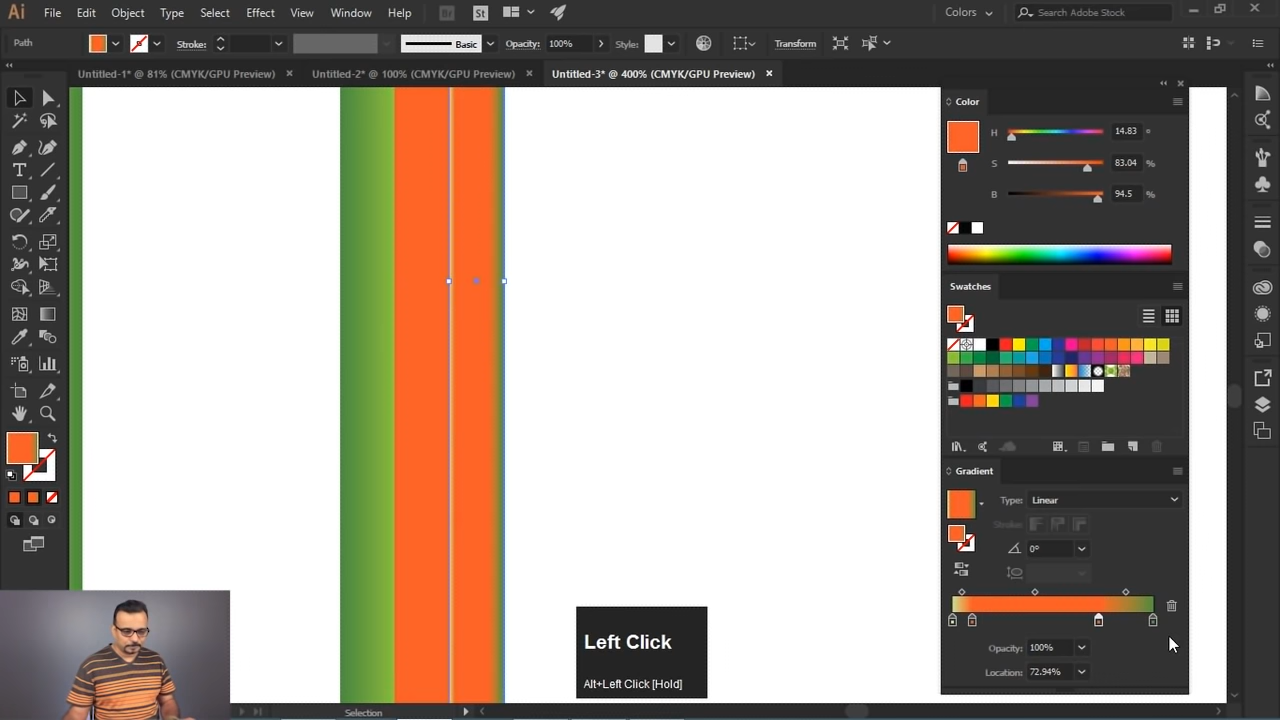 Ai File Edit Object Type Select Effect View Window Help Br St Colors Search Adobe Stock
Path Stroke: Basic Opacity: 100% Style: Transform
Untitled-1* @ 81% (CMYK/GPU Preview) × Untitled-2* @ 100% (CMYK/GPU Preview) × Untitled-3* @ 400% (CMYK/GPU Preview) ×
Color
H 14.83 °
S 83.04 %
B 94.5 %
Swatches
Gradient
Type: Linear
Stroke:
0°
Left Click
Alt+Left Click [Hold]
Opacity: 100%
Location: 72.94%
Selection